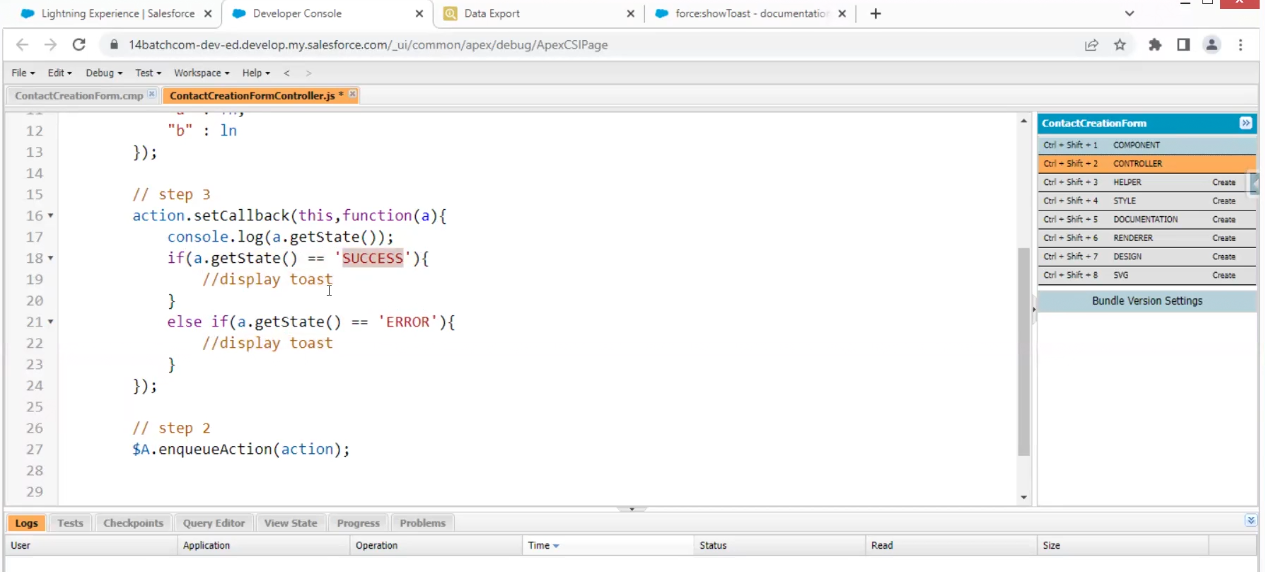 Lightning Experience | Salesforce
Developer Console
Data Export
force:showToast - documentation
14batchcom-dev-ed.develop.my.salesforce.com/_ui/common/apex/debug/ApexCSIPage
File Edit Debug Test Workspace Help < >
ContactCreationForm.cmp
ContactCreationFormController.js *
12 "b" : ln
13 });
14
15 // step 3
16 action.setCallback(this,function(a){
17 console.log(a.getState());
18 if(a.getState() == 'SUCCESS'){
19 //display toast
20 }
21 else if(a.getState() == 'ERROR'){
22 //display toast
23 }
24 });
25
26 // step 2
27 $A.enqueueAction(action);
28
29
ContactCreationForm
Ctrl + Shift + 1 COMPONENT
Ctrl + Shift + 2 CONTROLLER
Ctrl + Shift + 3 HELPER Create
Ctrl + Shift + 4 STYLE Create
Ctrl + Shift + 5 DOCUMENTATION Create
Ctrl + Shift + 6 RENDERER Create
Ctrl + Shift + 7 DESIGN Create
Ctrl + Shift + 8 SVG Create
Bundle Version Settings
Logs Tests Checkpoints Query Editor View State Progress Problems
User Application Operation Time Status Read Size